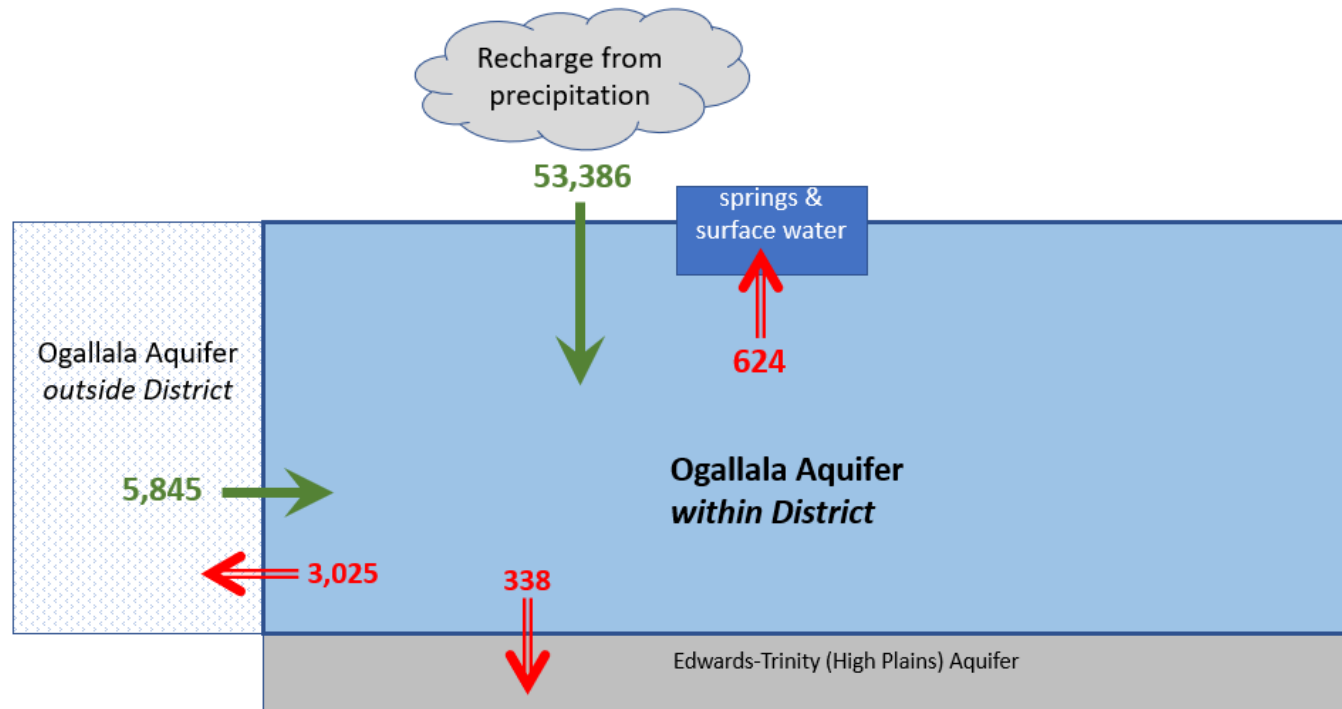 Recharge from
precipitation
53,386
springs &
surface water
624
Ogallala Aquifer
outside District
5,845
3,025
338
Ogallala Aquifer
within District
Edwards-Trinity (High Plains) Aquifer